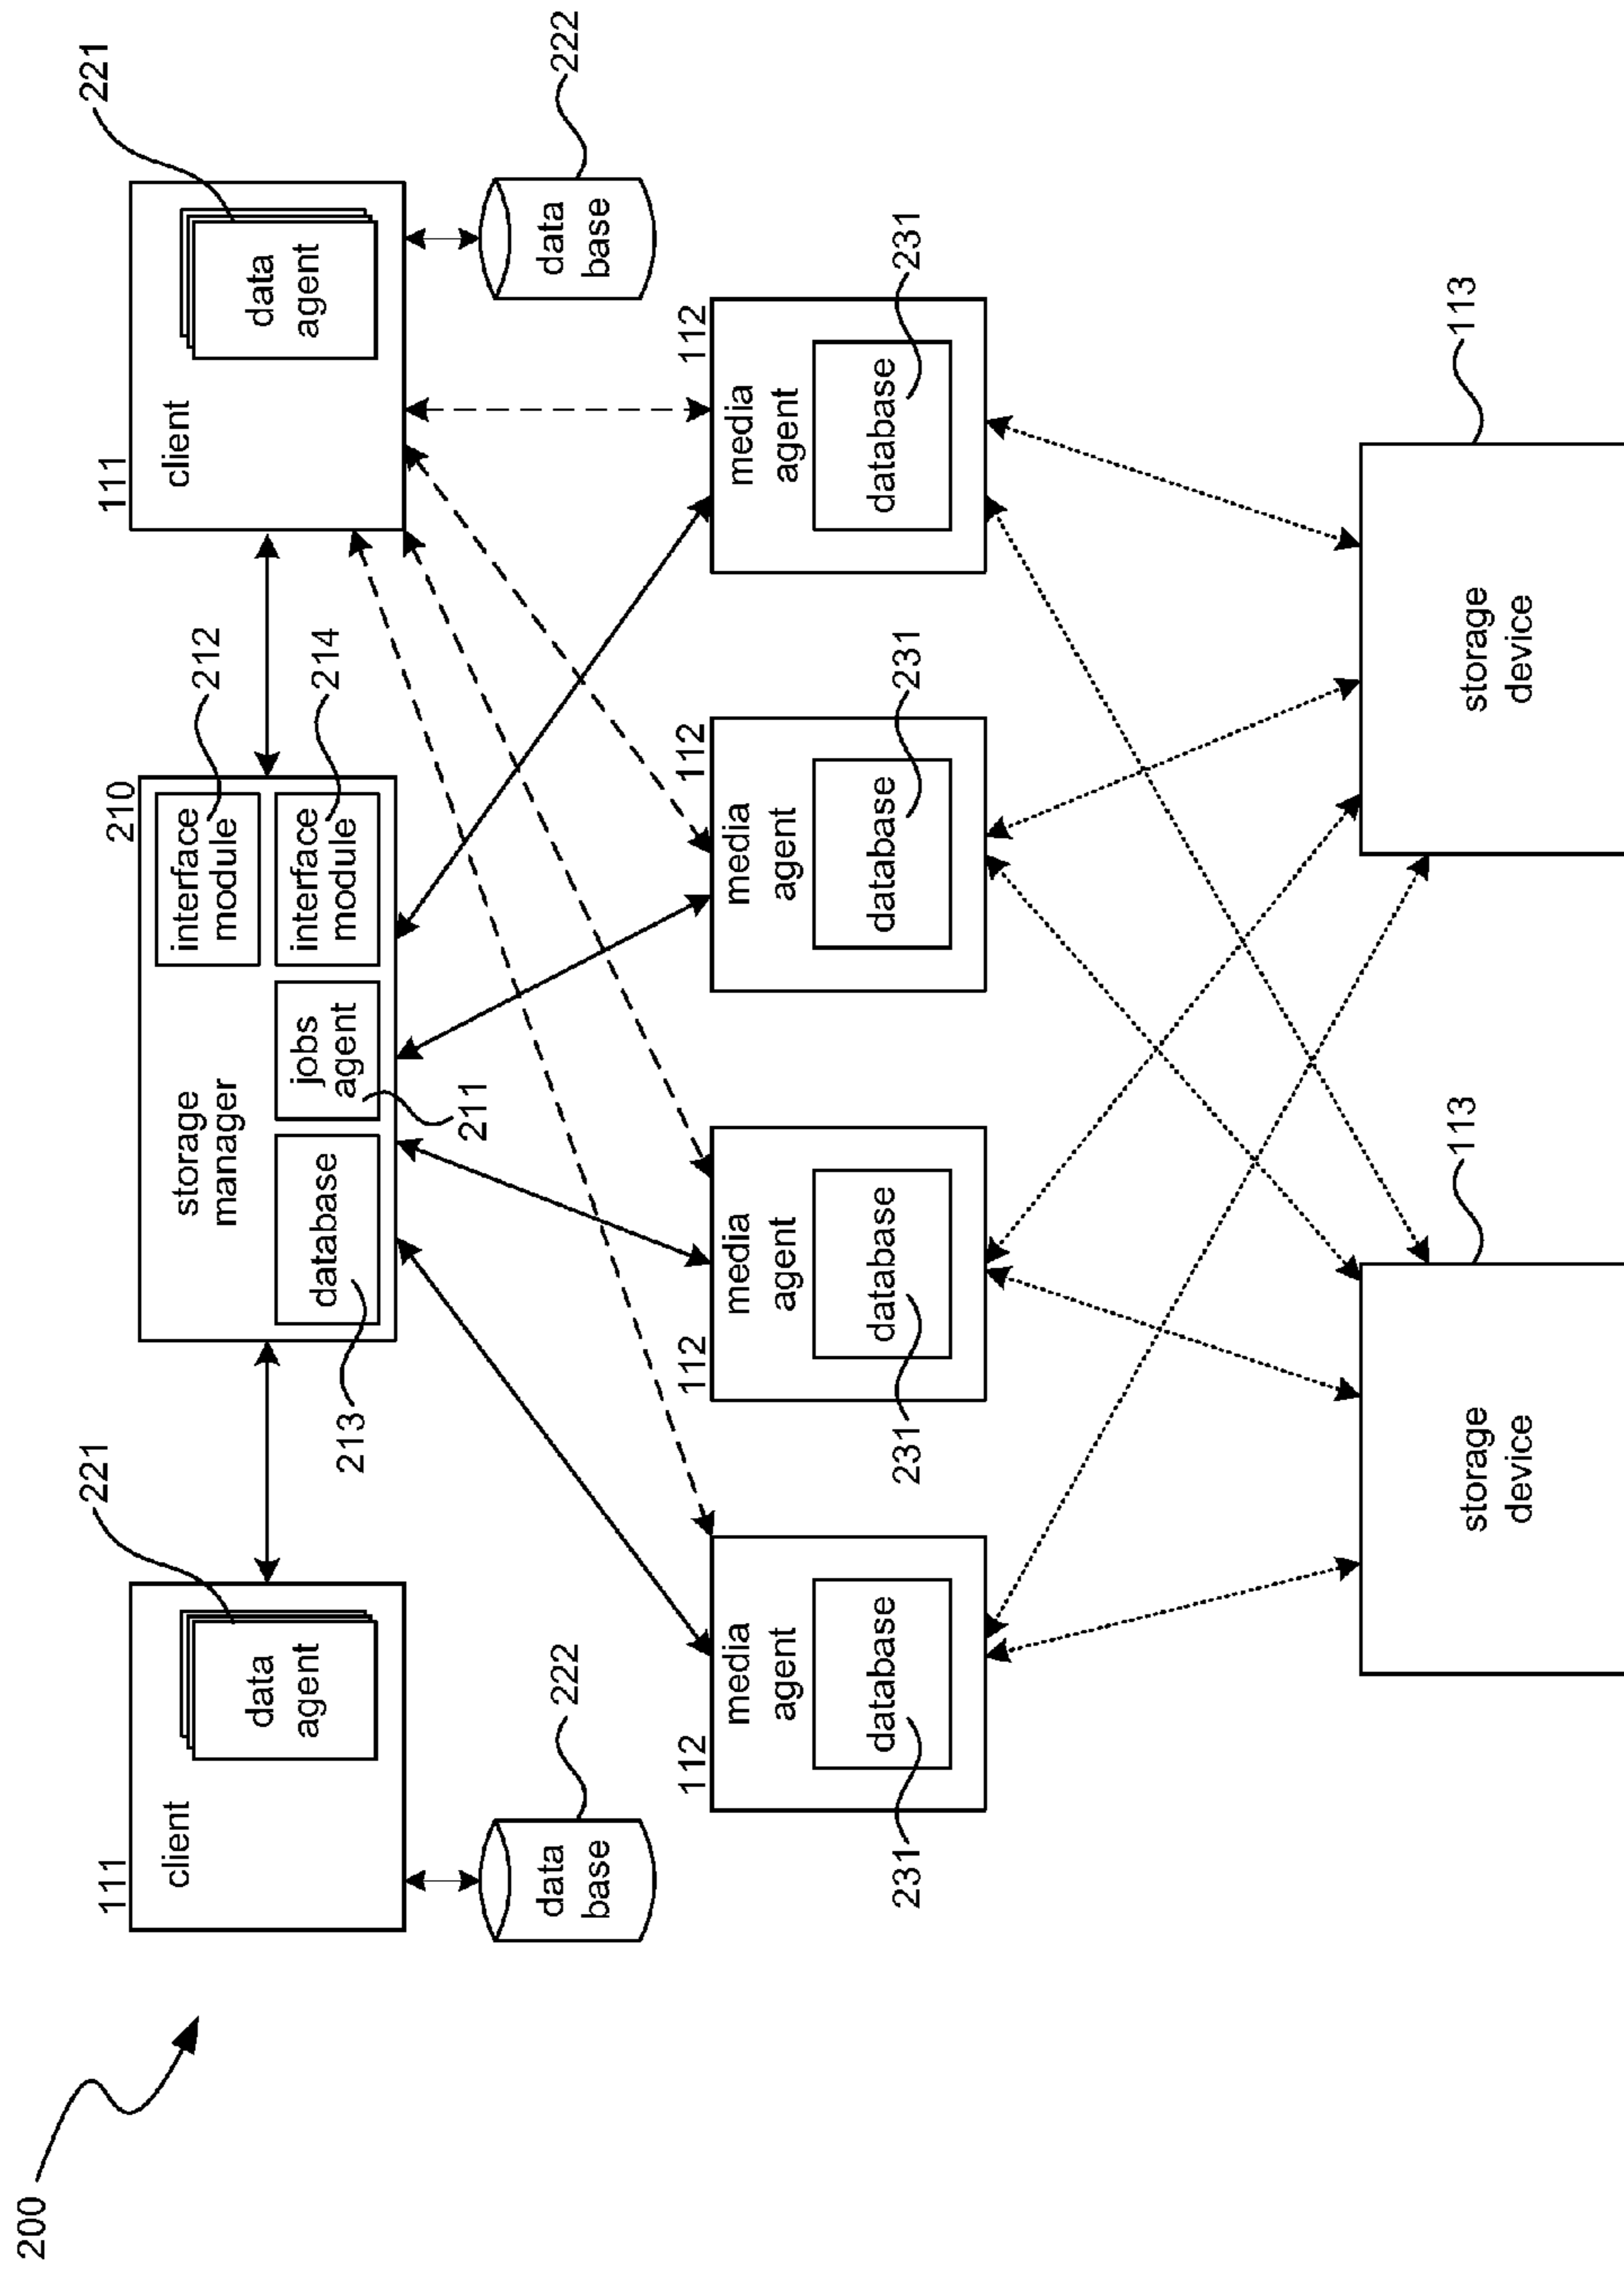 200
111
client
data
agent
221
data
base
222
210
storage
manager
database
213
jobs
agent
211
interface
module
212
interface
module
214
111
client
data
agent
221
data
base
222
112
media
agent
database
231
112
media
agent
database
231
112
media
agent
database
231
112
media
agent
database
231
storage
device
113
storage
device
113